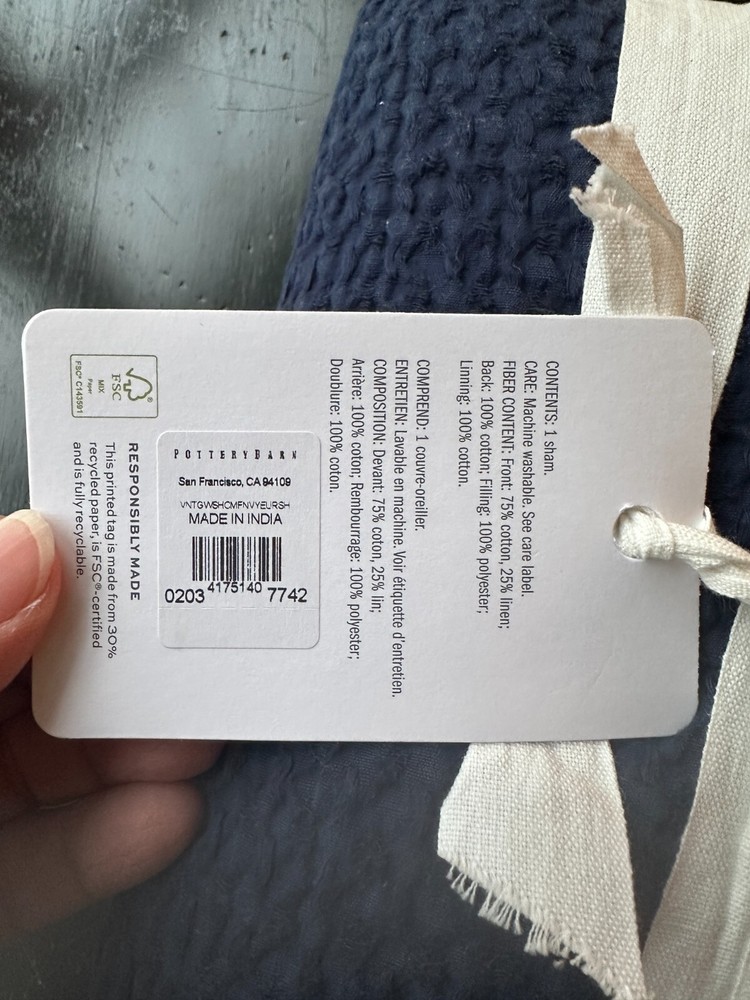 CONTENTS: 1 sham.
CARE: Machine washable. See care label.
FIBER CONTENT: Front: 75% cotton, 25% linen;
Back: 100% cotton; Filling: 100% polyester;
Linning: 100% cotton.
COMPREND: 1 couvre-oreiller.
ENTRETIEN: Lavable en machine. Voi étiquette d'entretien.
COMPOSITION: Devant: 75% coton, 25% lin;
Arrière: 100% coton; Rembourrage: 100% polyester;
Doublure: 100% coton.
POTTERYBARN
San Francisco, CA 94109
VNTGWSHCMFNVYEURSH
MADE IN INDIA
0203 4175140 7742
RESPONSIBLY MADE
This printed tag is made from 30%
recycled paper, is FSC®-certified
and is fully recyclable.
FSC
MIX
Paper
FSC® C143591